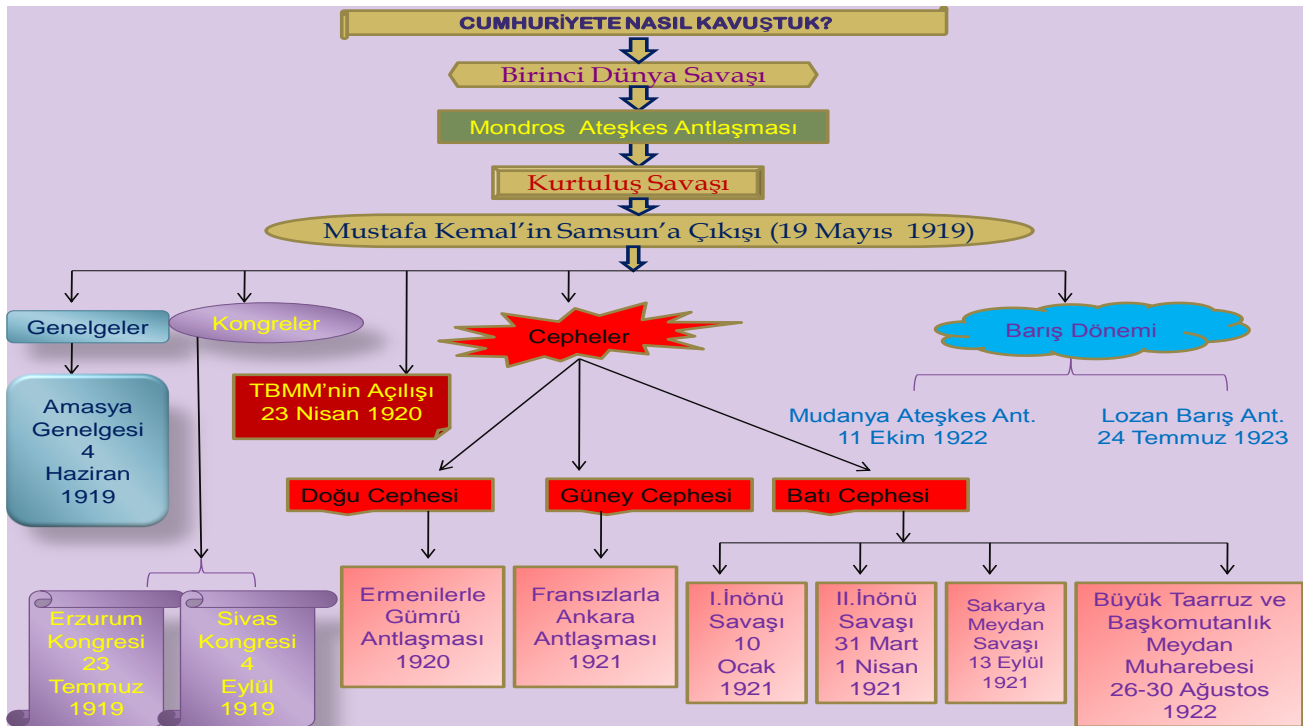 CUMHURİYETE NASIL KAVUŞTUK?
Birinci Dünya Savaşı
Mondros Ateşkes Antlaşması
Kurtuluş Savaşı
Mustafa Kemal'in Samsun'a Çıkışı (19 Mayıs 1919)
Genelgeler
Kongreler
Cepheler
Barış Dönemi
TBMM'nin Açılışı
23 Nisan 1920
Amasya
Genelgesi
4
Haziran
1919
Mudanya Ateşkes Ant.
11 Ekim 1922
Lozan Barış Ant.
24 Temmuz 1923
Doğu Cephesi
Güney Cephesi
Batı Cephesi
Erzurum
Kongresi
23
Temmuz
1919
Sivas
Kongresi
4
Eylül
1919
Ermenilerle
Gümrü
Antlaşması
1920
Fransızlarla
Ankara
Antlaşması
1921
I.İnönü
Savaşı
10
Ocak
1921
II.İnönü
Savaşı
31 Mart
1 Nisan
1921
Sakarya
Meydan
Savaşı
13 Eylül
1921
Büyük Taarruz ve
Başkomutanlık
Meydan
Muharebesi
26-30 Ağustos
1922